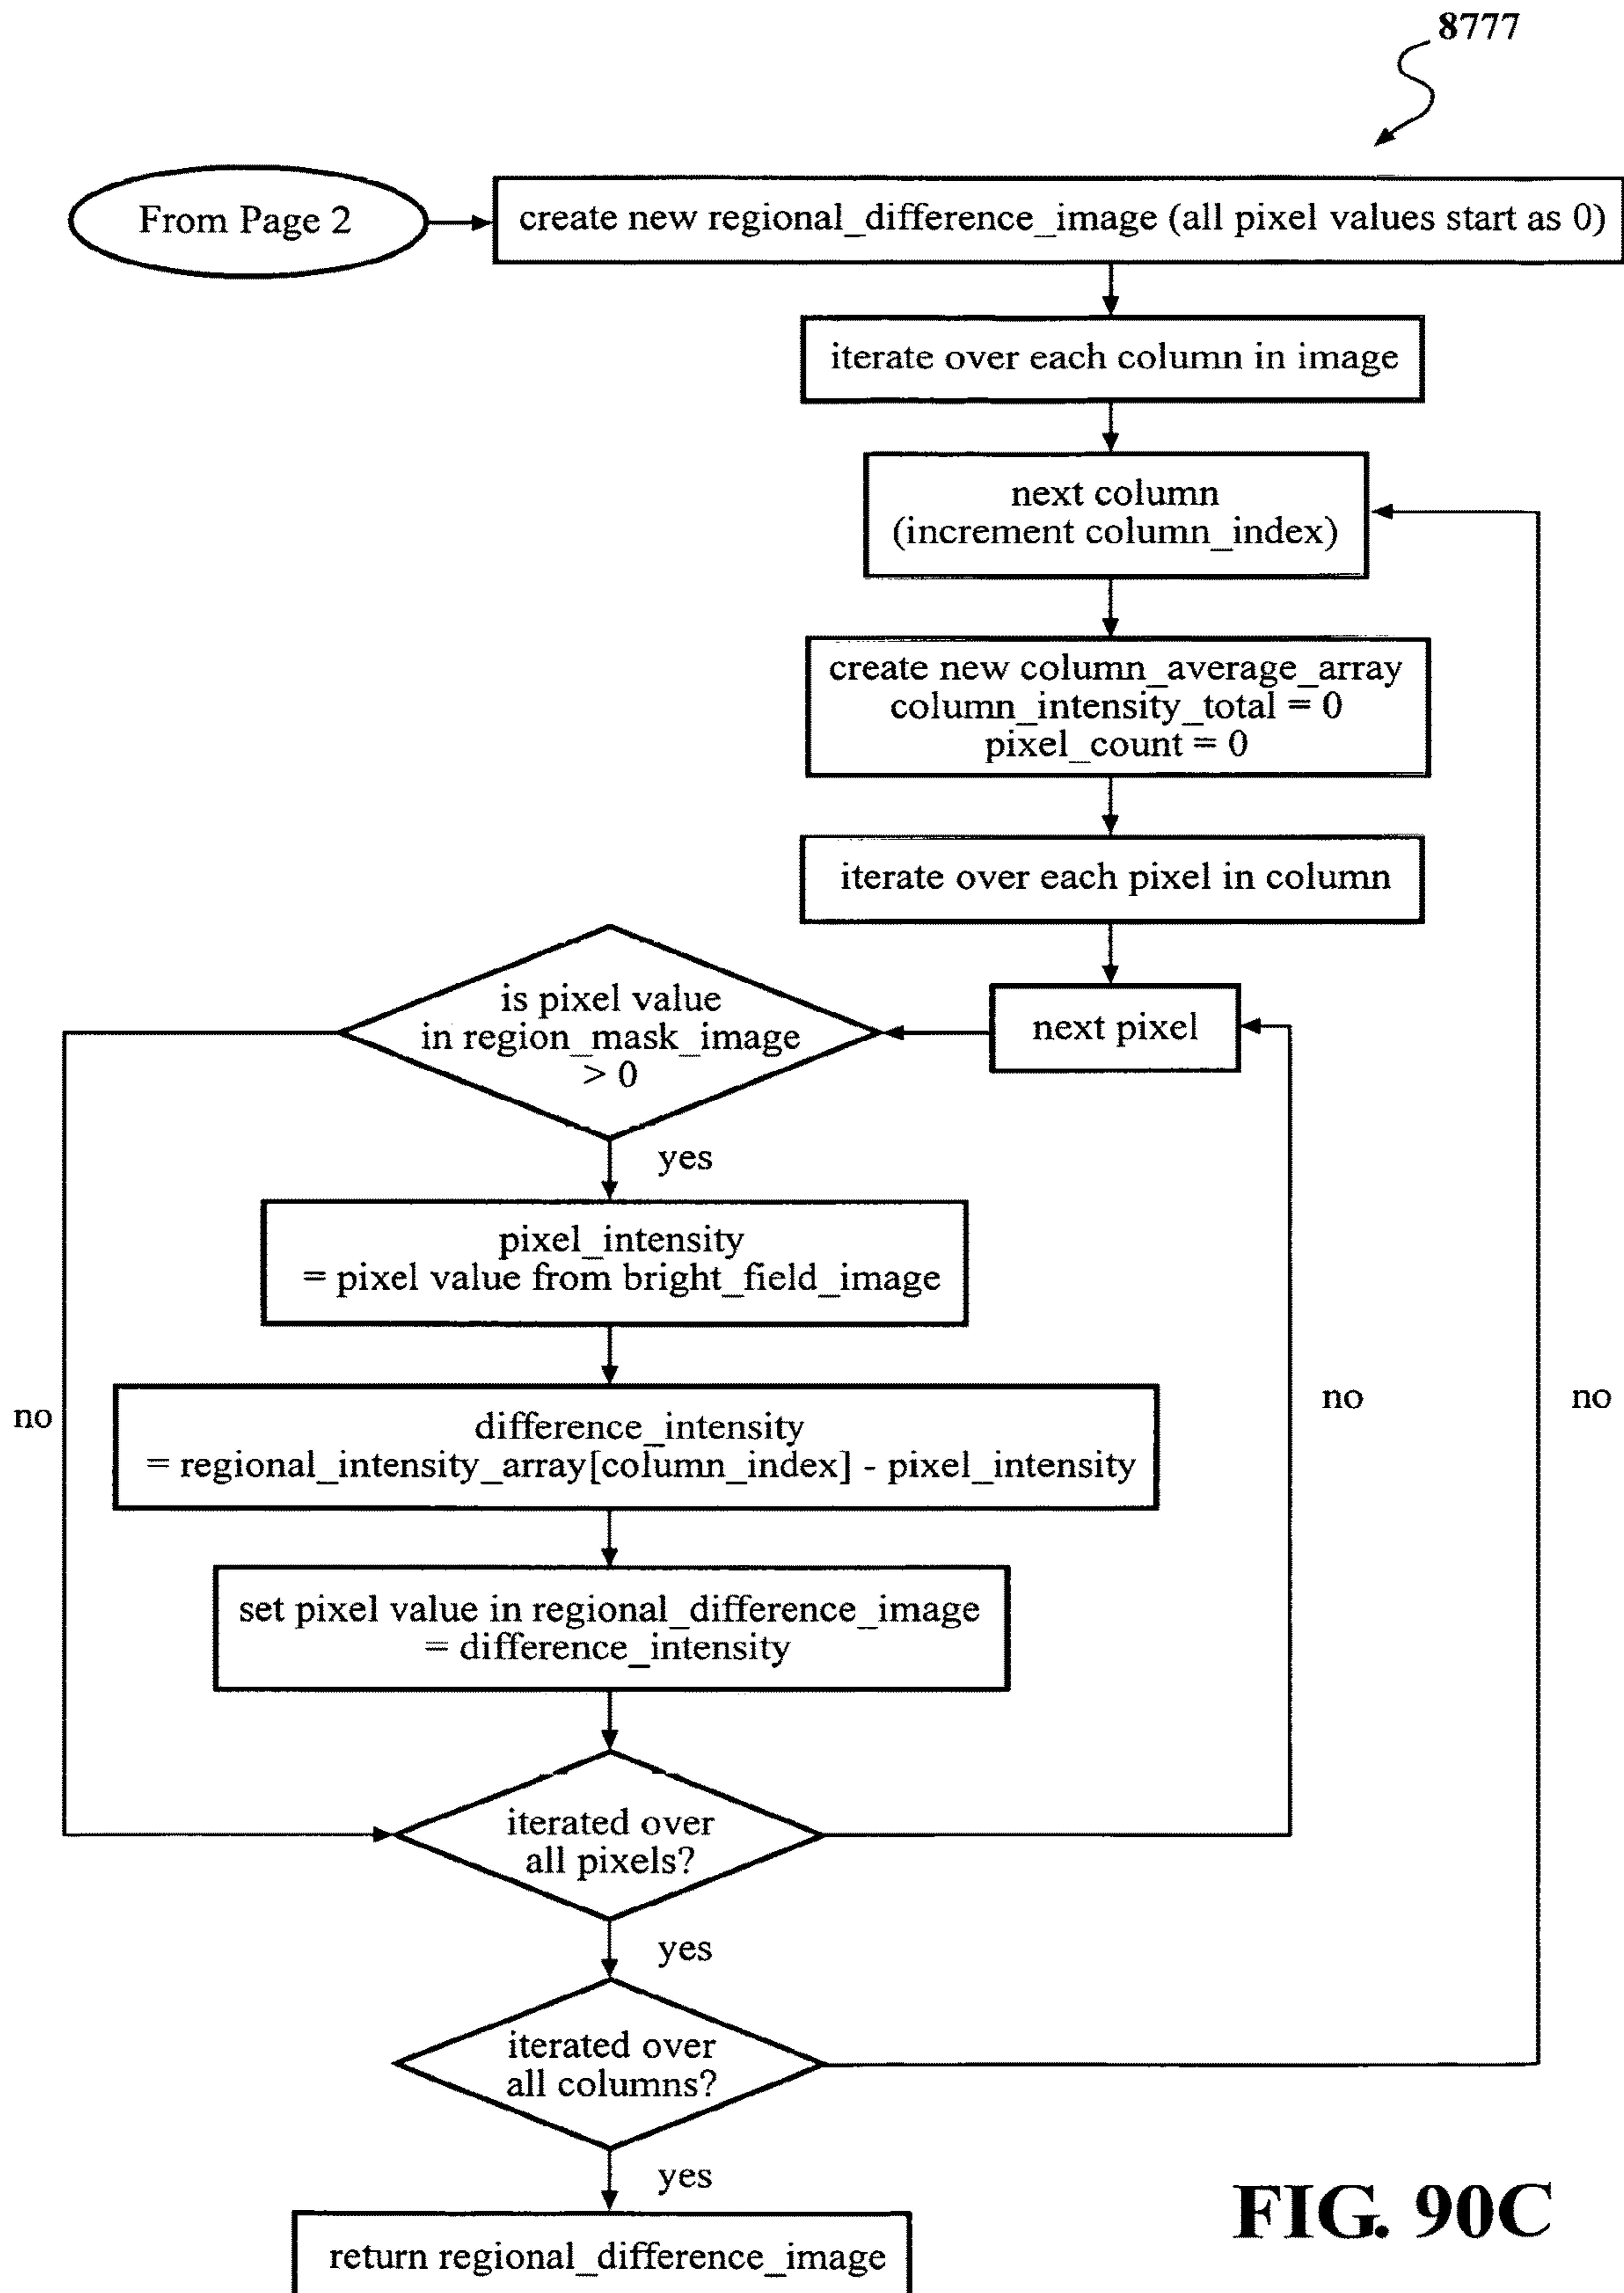 8777
From Page 2
create new regional_difference_image (all pixel values start as 0)
iterate over each column in image
next column
(increment column_index)
create new column_average_array
column_intensity_total = 0
pixel_count = 0
iterate over each pixel in column
next pixel
is pixel value
in region_mask_image
> 0
yes
pixel_intensity
= pixel value from bright_field_image
no
no
no
difference_intensity
= regional_intensity_array[column_index] - pixel_intensity
set pixel value in regional_difference_image
= difference_intensity
iterated over
all pixels?
yes
iterated over
all columns?
yes
return regional_difference_image
FIG. 90C